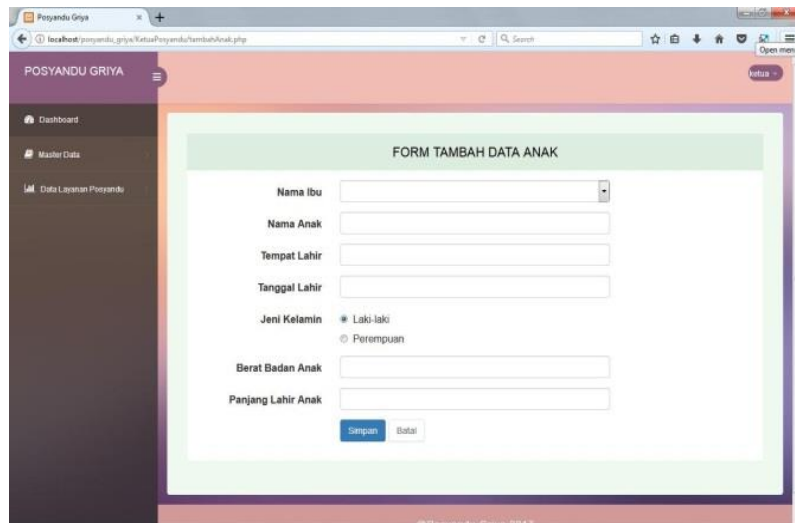 Posyandu Griya
localhost/posyandu_griya/KetuaPosyandu/tambahAnak.php
Search
Open men
POSYANDU GRIYA
ketua
Dashboard
Master Data
Data Layanan Posyandu
FORM TAMBAH DATA ANAK
Nama Ibu
Nama Anak
Tempat Lahir
Tanggal Lahir
Jeni Kelamin
Laki-laki
Perempuan
Berat Badan Anak
Panjang Lahir Anak
Simpan
Batal